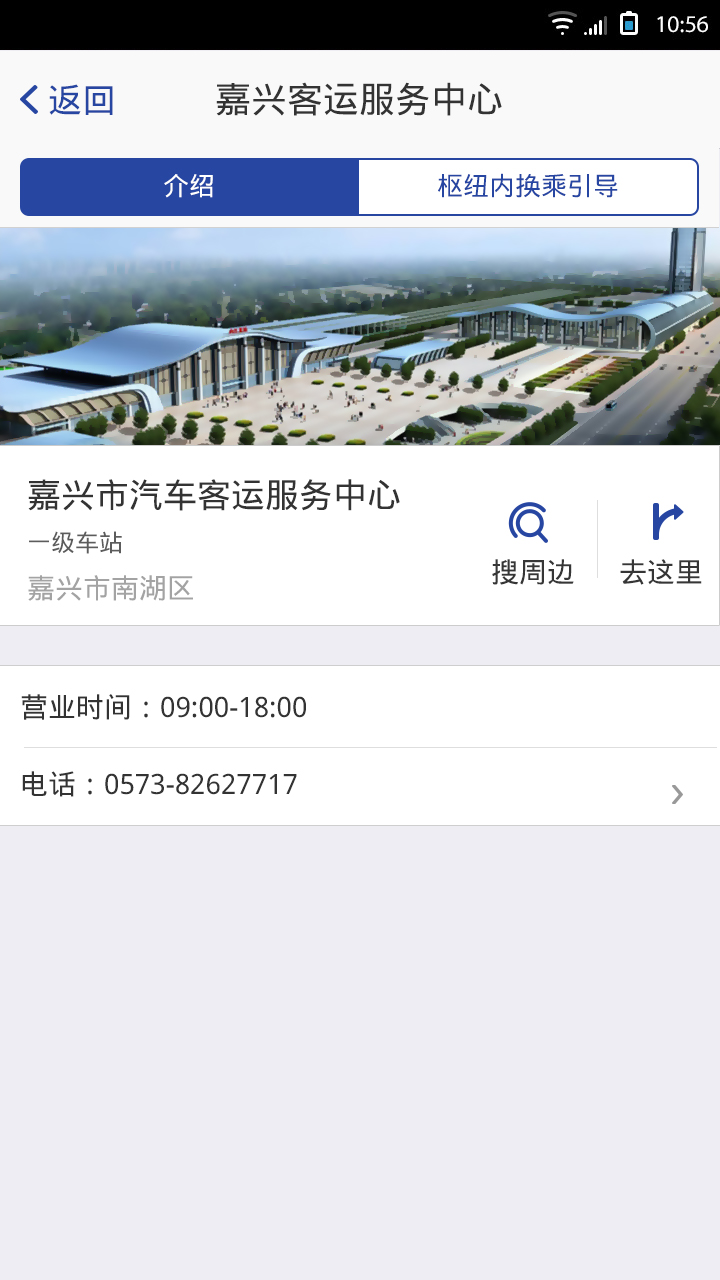 10:56
返回
嘉兴客运服务中心
介绍
枢纽内换乘引导
嘉兴市汽车客运服务中心
一级车站
嘉兴市南湖区
搜周边
去这里
营业时间：09:00-18:00
电话：0573-82627717